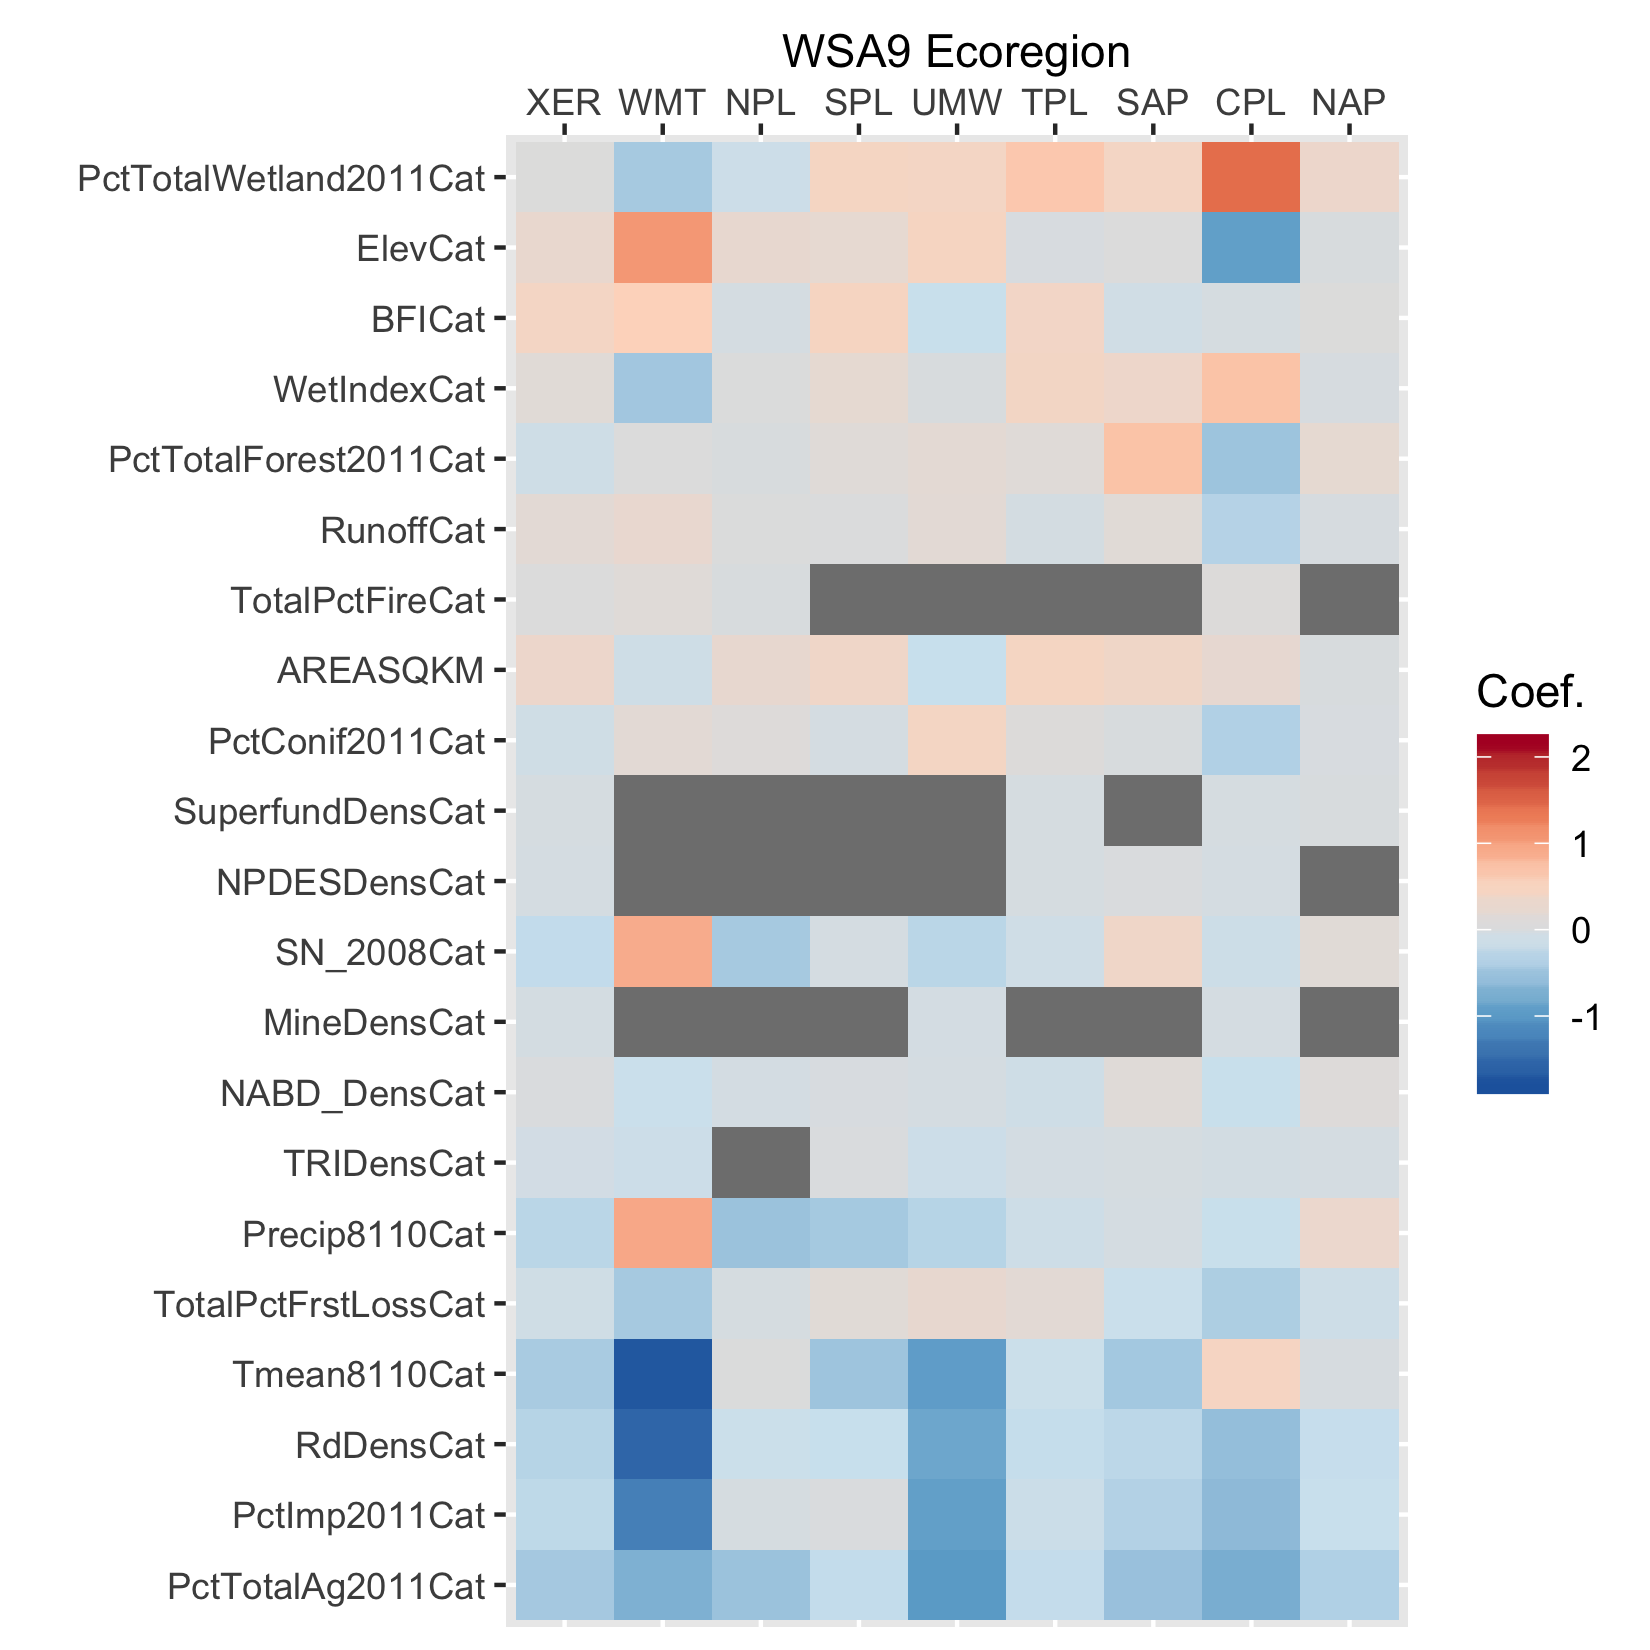 WSA9 Ecoregion
XER WMT NPL SPL UMW TPL SAP CPL NAP
PctTotalWetland2011Cat
ElevCat
BFICat
WetIndexCat
PctTotalForest2011Cat
RunoffCat
TotalPctFireCat
AREASQKM
PctConif2011Cat
SuperfundDensCat
NPDESDensCat
SN_2008Cat
MineDensCat
NABD_DensCat
TRIDensCat
Precip8110Cat
TotalPctFrstLossCat
Tmean8110Cat
RdDensCat
PctImp2011Cat
PctTotalAg2011Cat
Coef.
2
1
0
-1